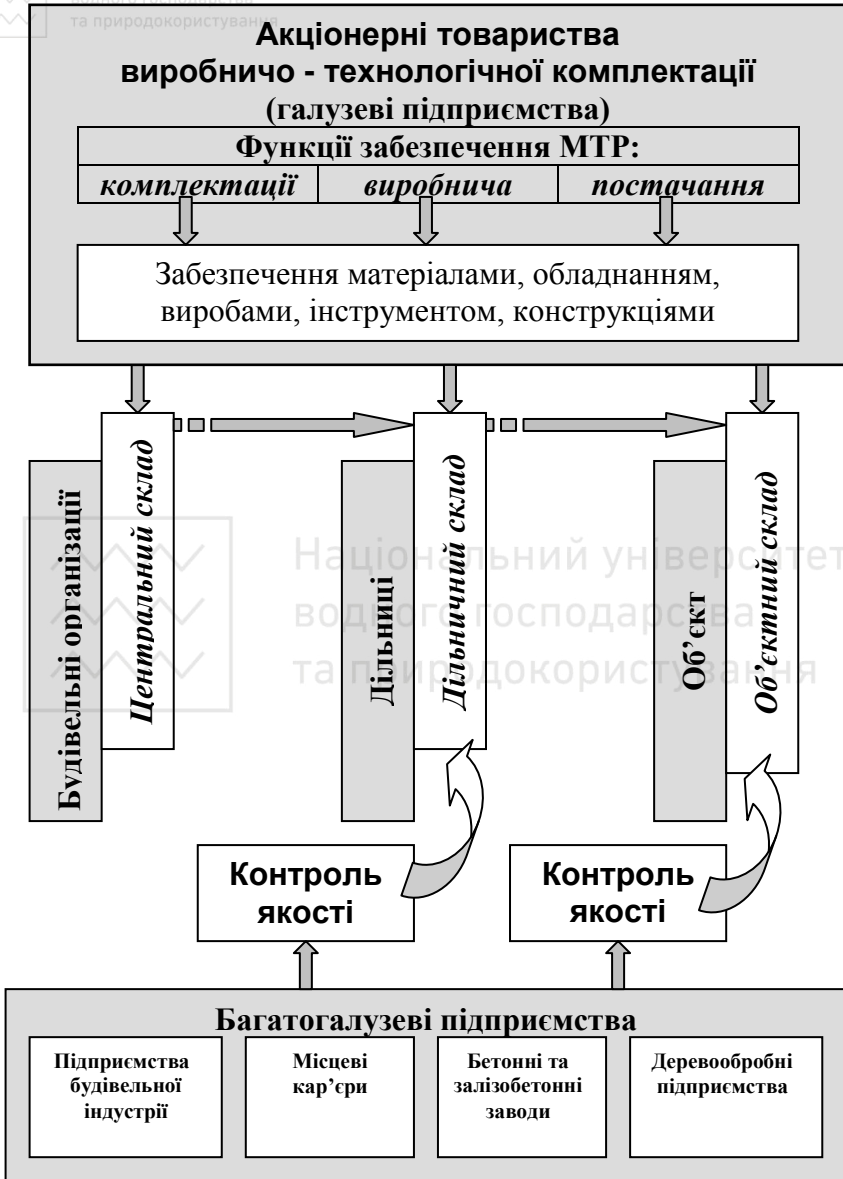 та природокористування
Акціонерні товариства
виробничо - технологічної комплектації
(галузеві підприємства)
Функції забезпечення МТР:
комплектації виробнича постачання
Забезпечення матеріалами, обладнанням,
виробами, інструментом, конструкціями
Будівельні організації
Центральний склад
Дільниці
Дільничний склад
Об’єкт
Об’єктний склад
Національний університет
водного господарства
та природокористування
Контроль
якості
Контроль
якості
Багатогалузеві підприємства
Підприємства
будівельної
індустрії
Місцеві
кар’єри
Бетонні та
залізобетонні
заводи
Деревообробні
підприємства